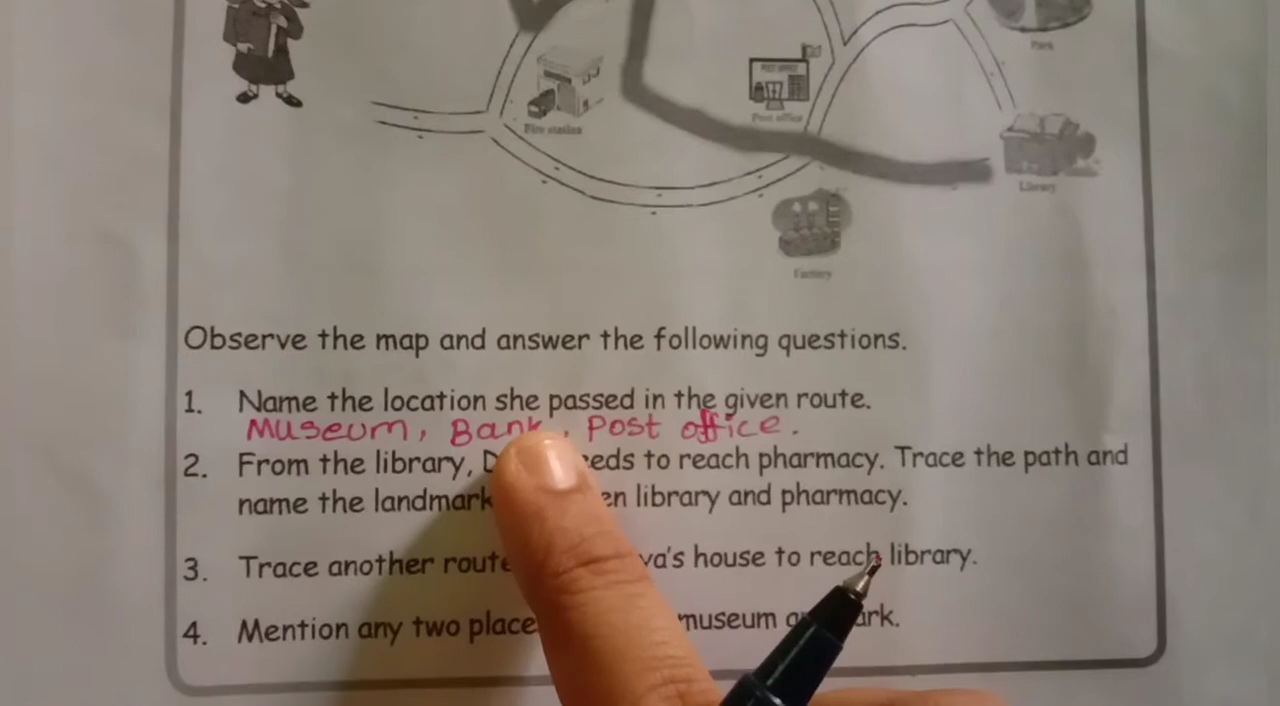 Park
POST OFFICE
Fire station
Post office
Library
Factory
Observe the map and answer the following questions.
1. Name the location she passed in the given route.
Museum, Bank, Post office.
2. From the library, eds to reach pharmacy. Trace the path and
name the landmark en library and pharmacy.
3. Trace another route va's house to reach library.
4. Mention any two place museum ark.